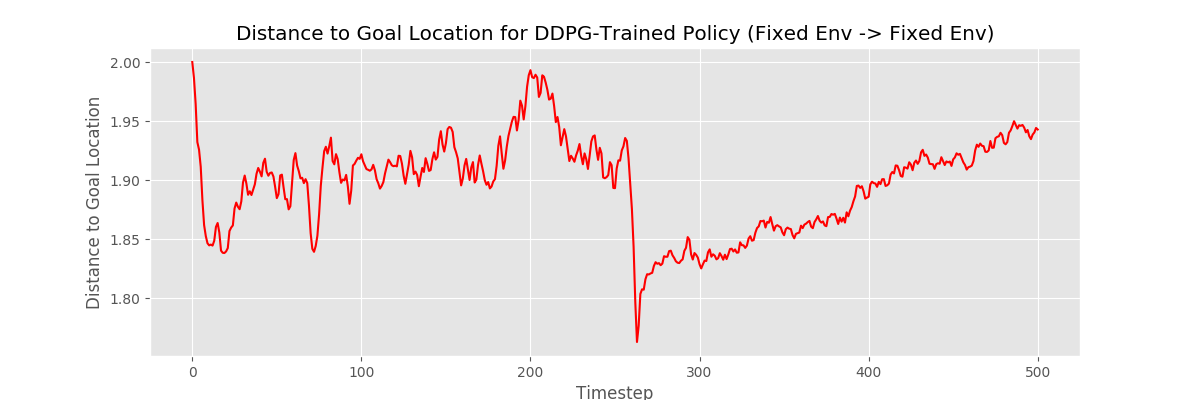 Distance to Goal Location for DDPG-Trained Policy (Fixed Env -> Fixed Env)
Distance to Goal Location
2.00
1.95
1.90
1.85
1.80
0 100 200 300 400 500
Timestep